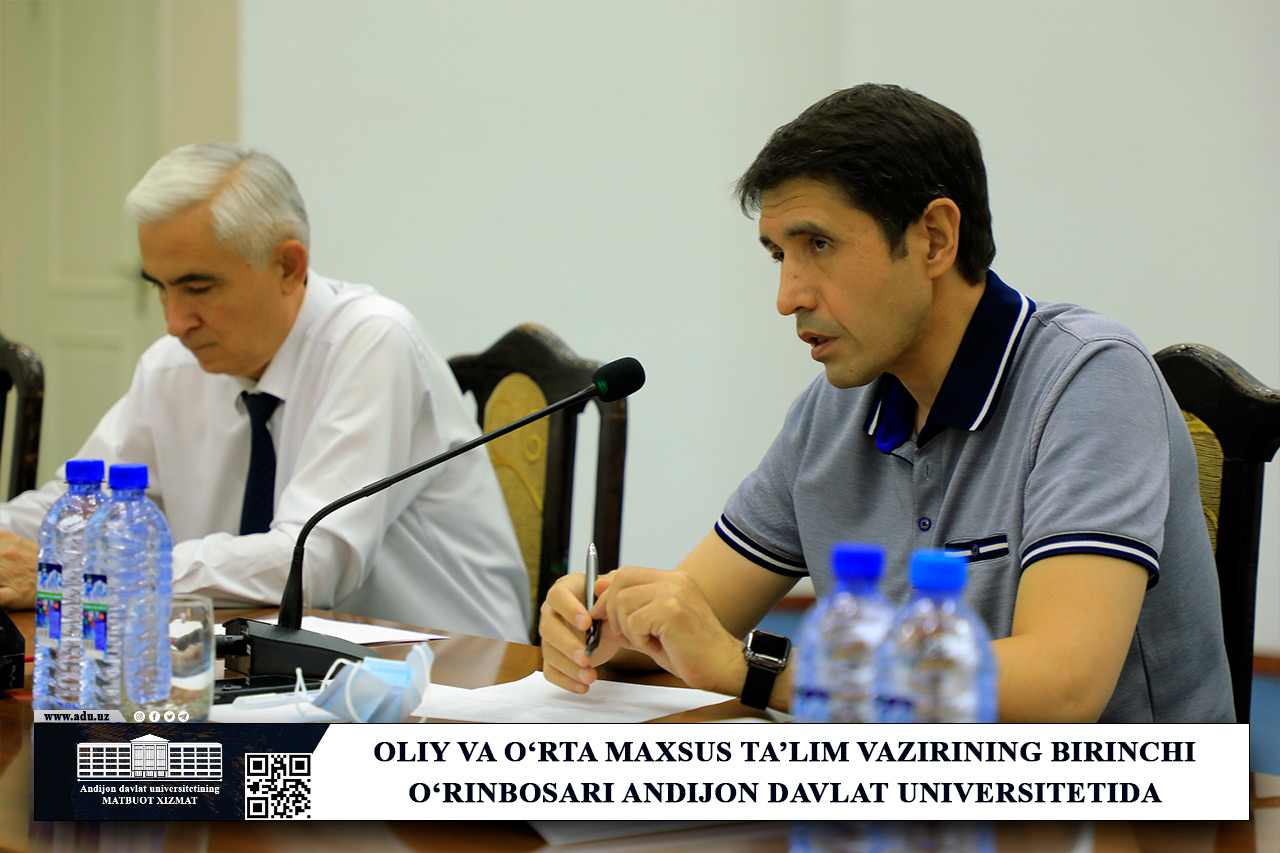 www.adu.uz
Andijon davlat universitetining
MATBUOT XIZMAT
OLIY VA O‘RTA MAXSUS TA’LIM VAZIRINING BIRINCHI
O‘RINBOSARI ANDIJON DAVLAT UNIVERSITETIDA